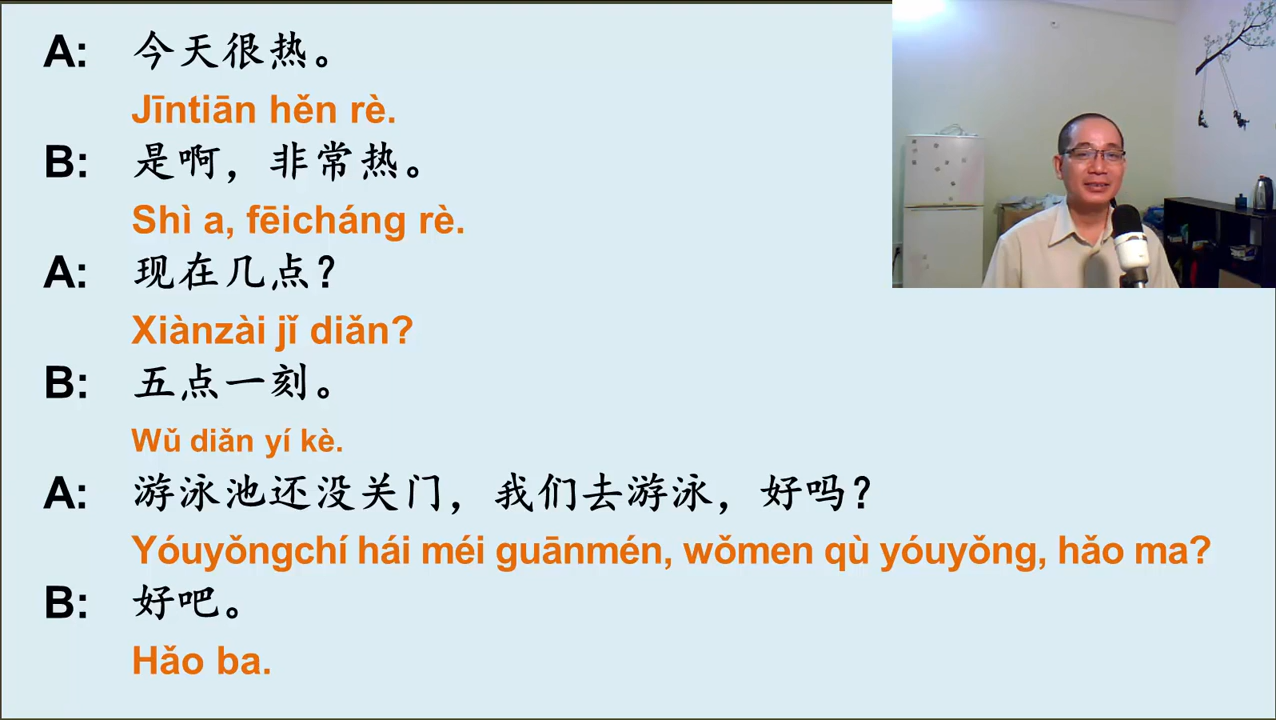 A: 今天很热。
Jīntiān hěn rè.
B: 是啊，非常热。
Shì a, fēicháng rè.
A: 现在几点？
Xiànzài jǐ diǎn?
B: 五点一刻。
Wǔ diǎn yí kè.
A: 游泳池还没关门，我们去游泳，好吗？
Yóuyǒngchí hái méi guānmén, wǒmen qù yóuyǒng, hǎo ma?
B: 好吧。
Hǎo ba.